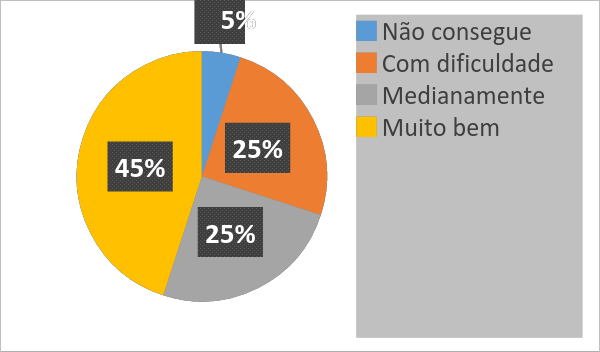 5%
Não consegue
Com dificuldade
Medianamente
Muito bem
25%
45%
25%